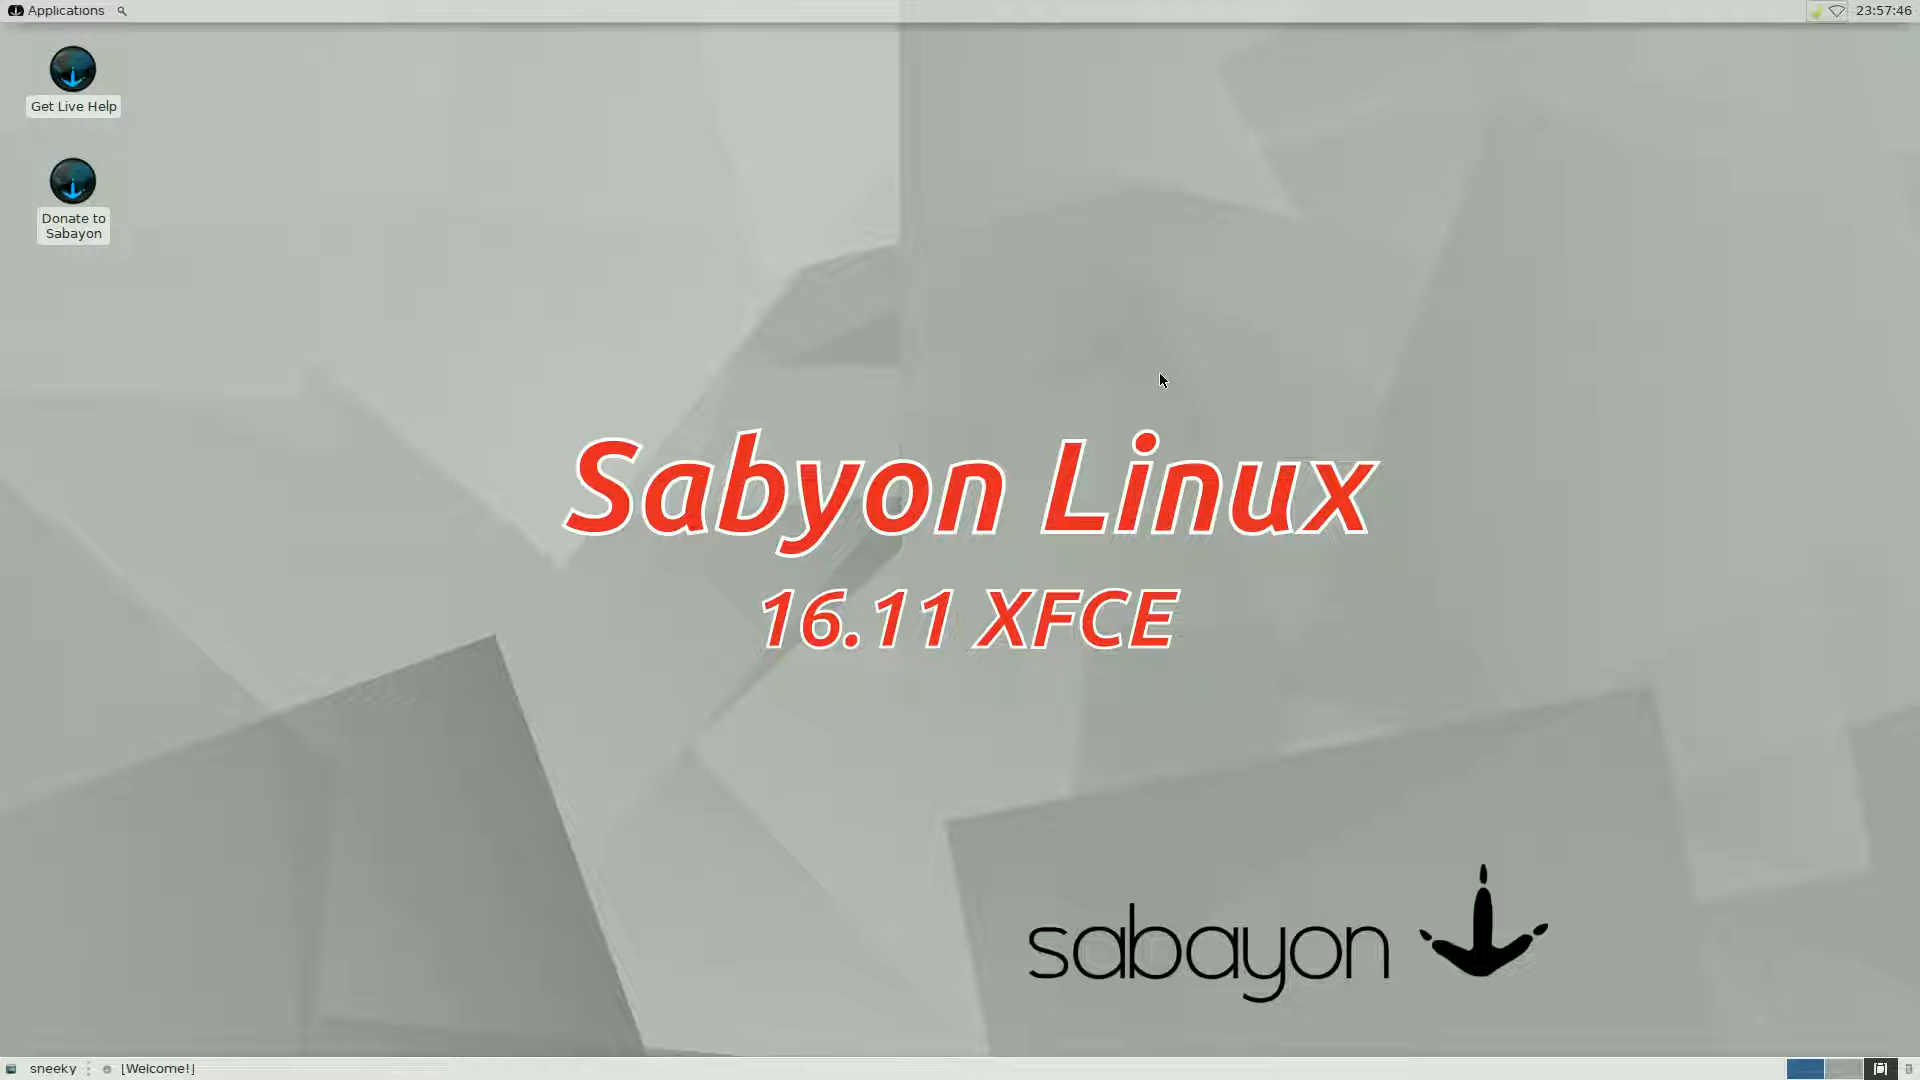 Applications
23:57:46
Get Live Help
Donate to
Sabayon
Sabyon Linux
16.11 XFCE
sabayon
sneeky
[Welcome!]